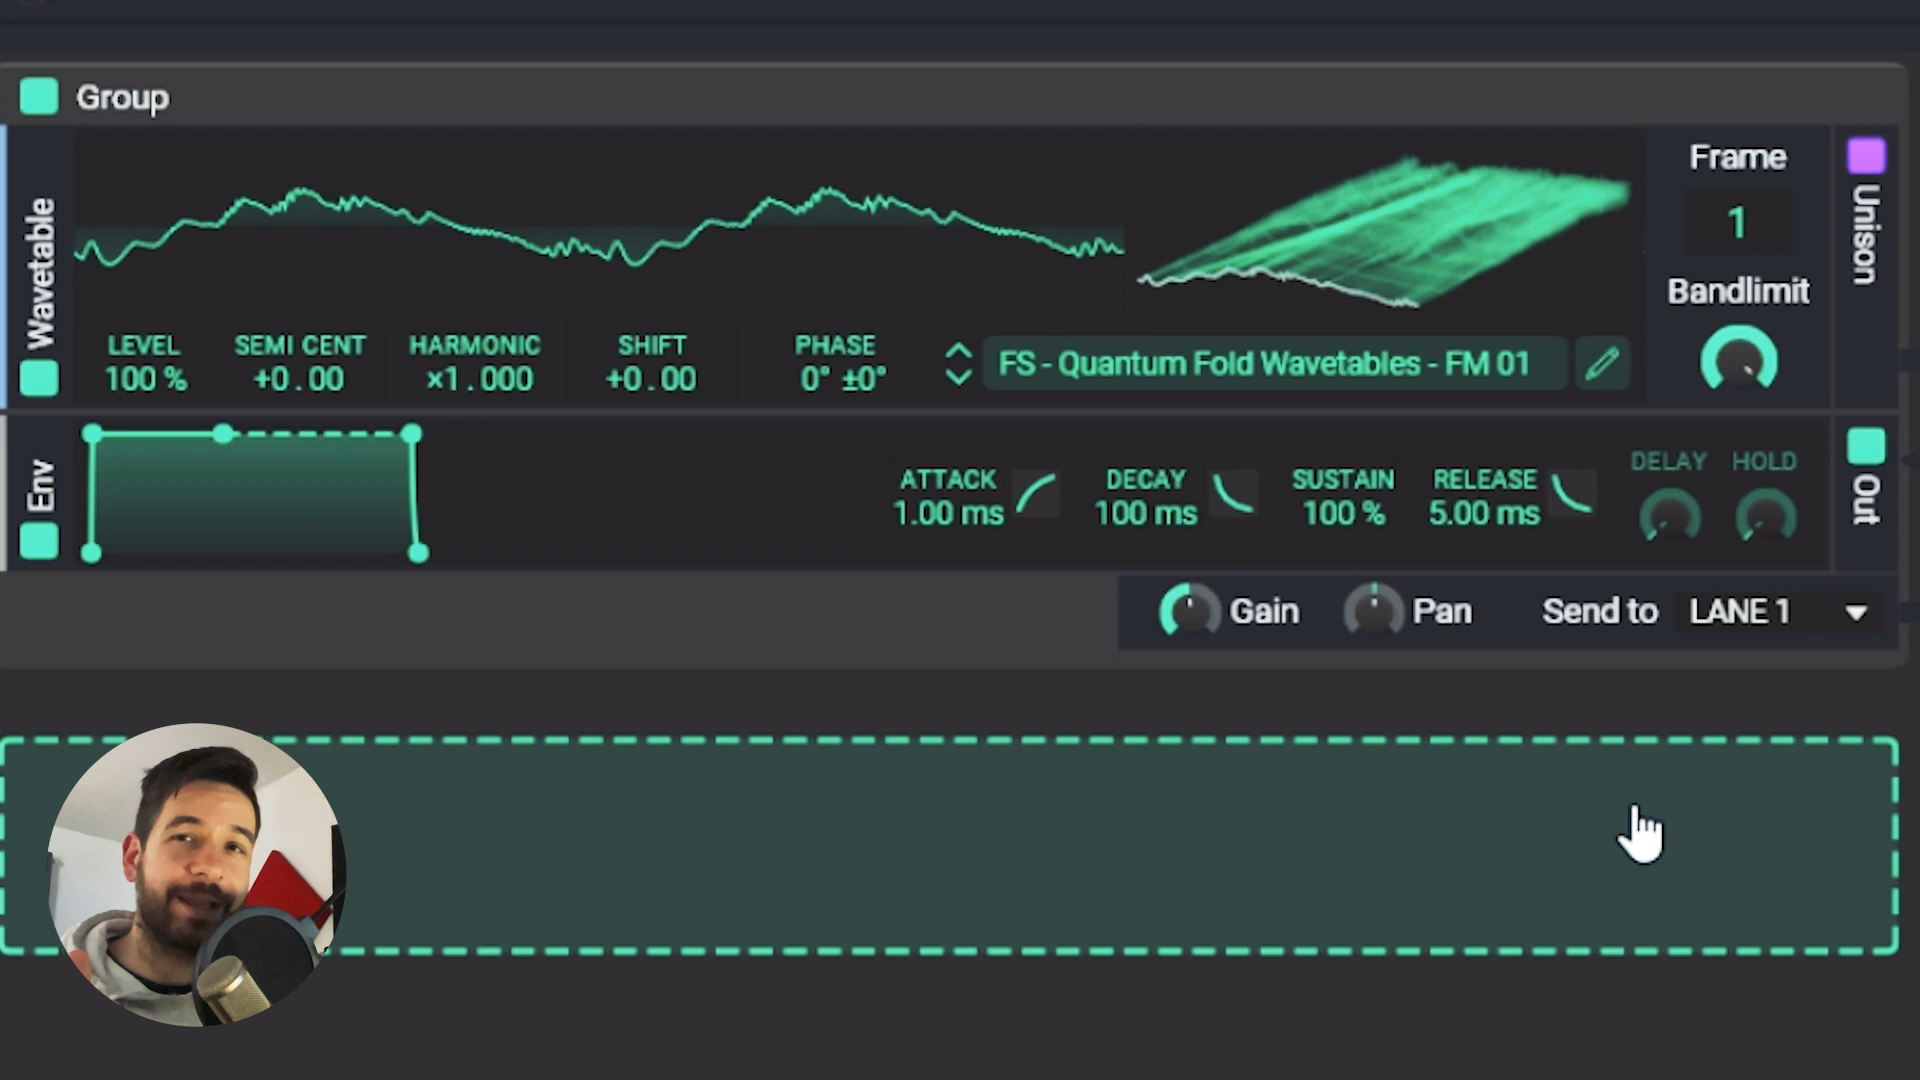 Group
Wavetable
Frame
1
Bandlimit
Unison
LEVEL
100 %
SEMI CENT
+0.00
HARMONIC
×1.000
SHIFT
+0.00
PHASE
0° ±0°
FS - Quantum Fold Wavetables - FM 01
Env
ATTACK
1.00 ms
DECAY
100 ms
SUSTAIN
100 %
RELEASE
5.00 ms
DELAY
HOLD
Out
Gain
Pan
Send to
LANE 1